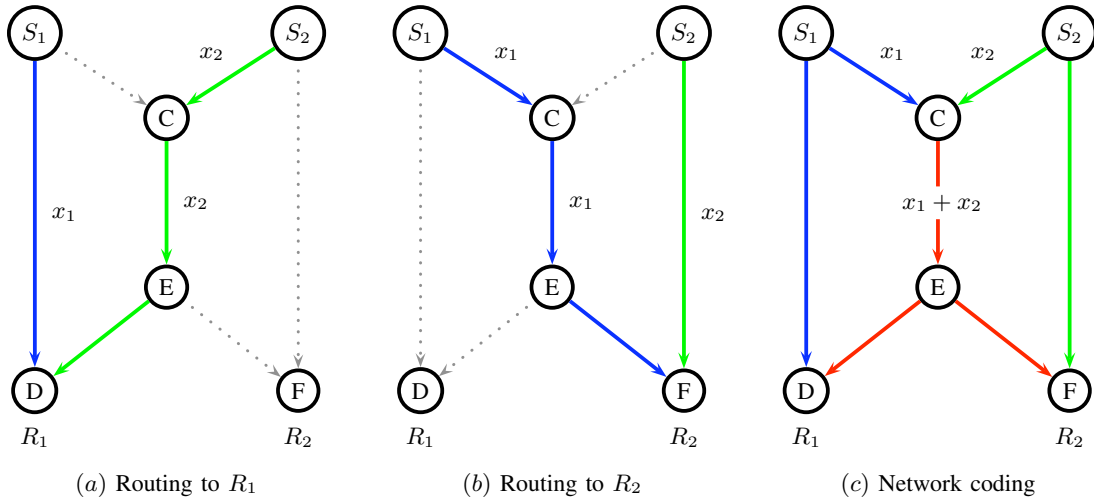 S₁ S₂ S₁ S₂ S₁ S₂
x₂ x₁ x₁ x₂
C C C
x₁ x₂ x₁ x₂ x₁ + x₂
E E E
D F D F D F
R₁ R₂ R₁ R₂ R₁ R₂
(a) Routing to R₁ (b) Routing to R₂ (c) Network coding